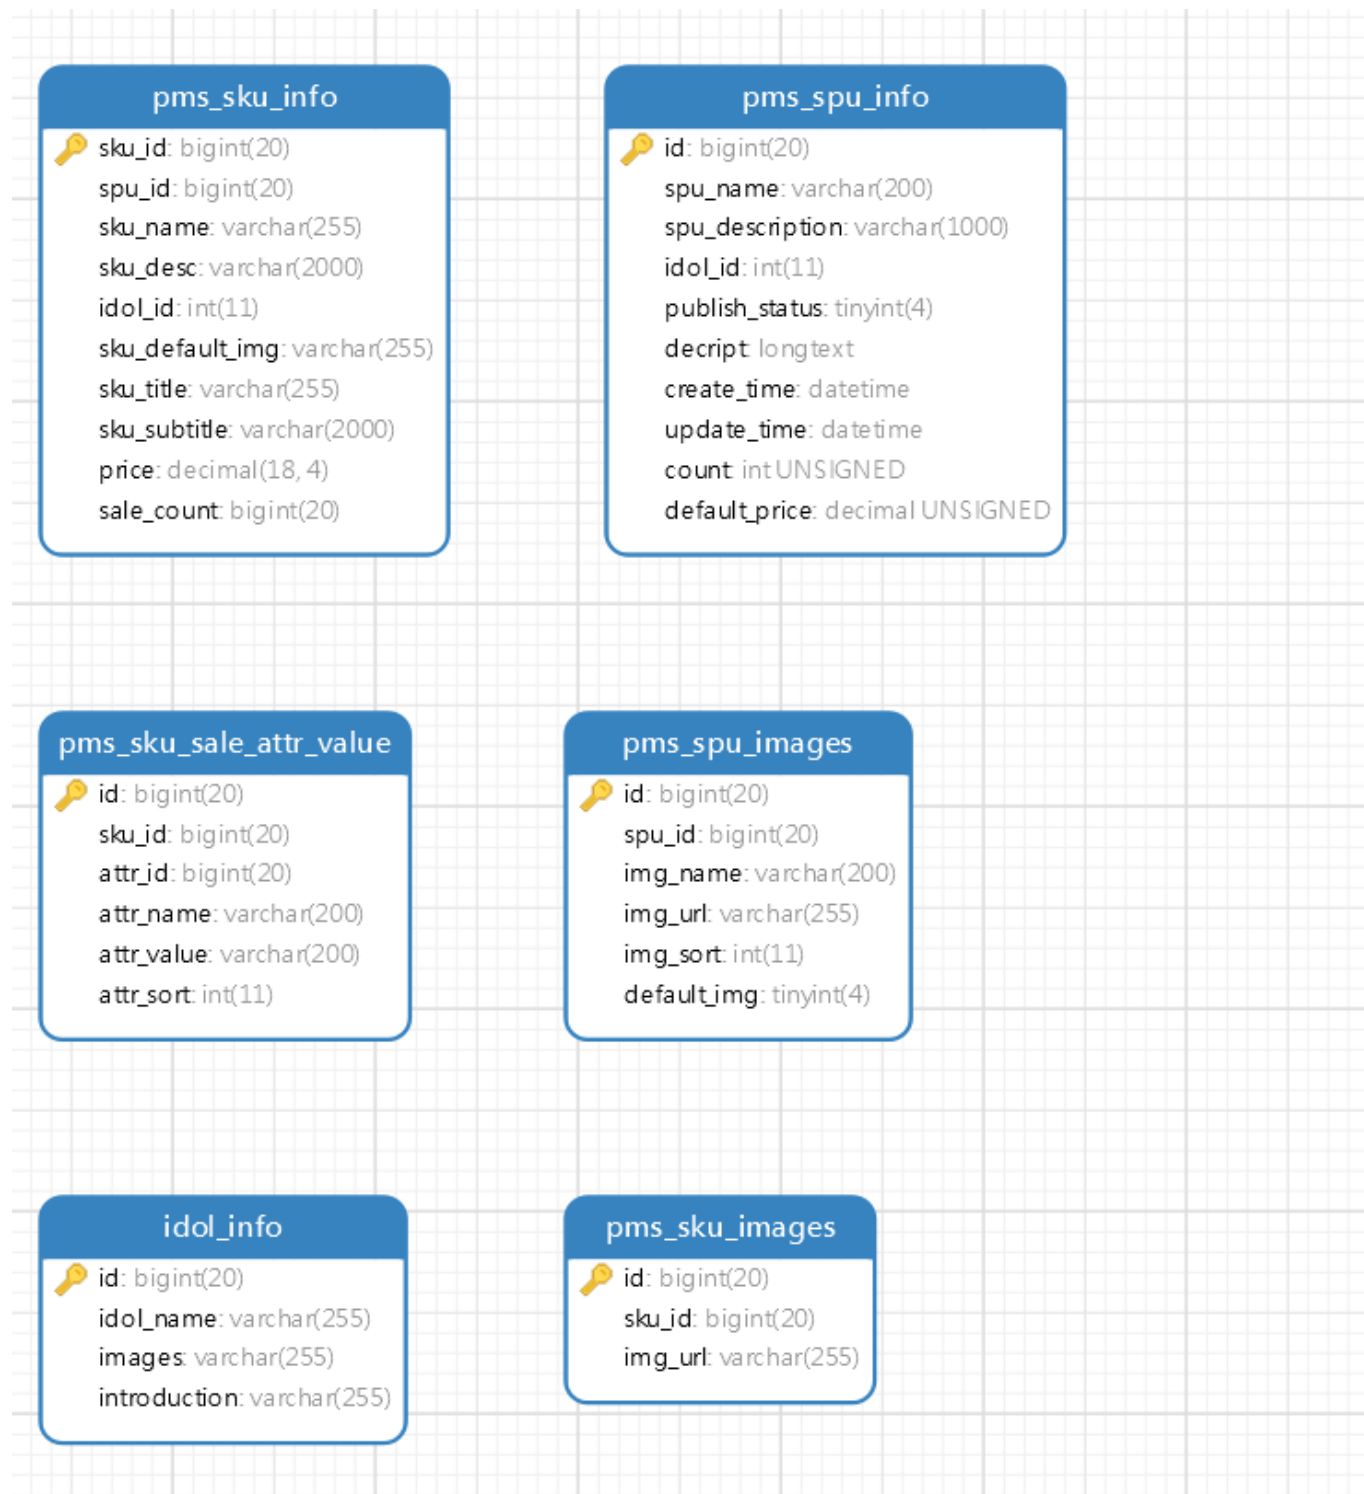 pms_sku_info
sku_id: bigint(20)
spu_id: bigint(20)
sku_name: varchar(255)
sku_desc: varchar(2000)
idol_id: int(11)
sku_default_img: varchar(255)
sku_title: varchar(255)
sku_subtitle: varchar(2000)
price: decimal(18, 4)
sale_count: bigint(20)
pms_spu_info
id: bigint(20)
spu_name: varchar(200)
spu_description: varchar(1000)
idol_id: int(11)
publish_status: tinyint(4)
decript: longtext
create_time: datetime
update_time: datetime
count: int UNSIGNED
default_price: decimal UNSIGNED
pms_sku_sale_attr_value
id: bigint(20)
sku_id: bigint(20)
attr_id: bigint(20)
attr_name: varchar(200)
attr_value: varchar(200)
attr_sort: int(11)
pms_spu_images
id: bigint(20)
spu_id: bigint(20)
img_name: varchar(200)
img_url: varchar(255)
img_sort: int(11)
default_img: tinyint(4)
idol_info
id: bigint(20)
idol_name: varchar(255)
images: varchar(255)
introduction: varchar(255)
pms_sku_images
id: bigint(20)
sku_id: bigint(20)
img_url: varchar(255)